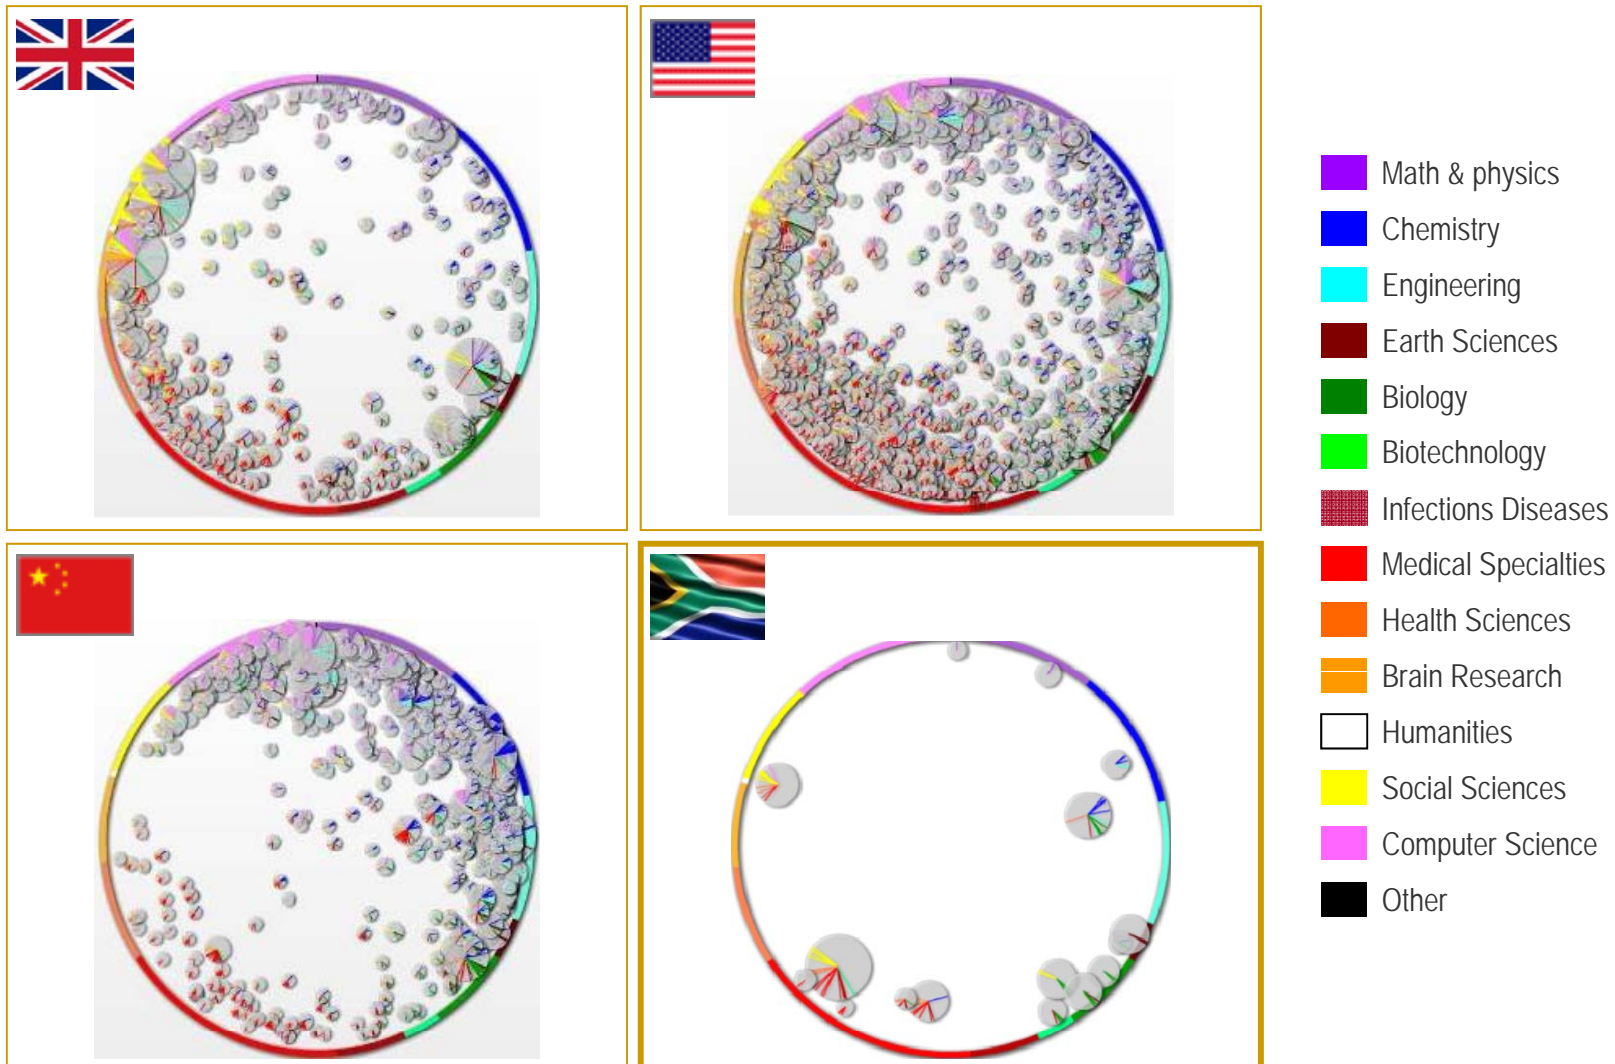 Math & physics
Chemistry
Engineering
Earth Sciences
Biology
Biotechnology
Infections Diseases
Medical Specialties
Health Sciences
Brain Research
Humanities
Social Sciences
Computer Science
Other